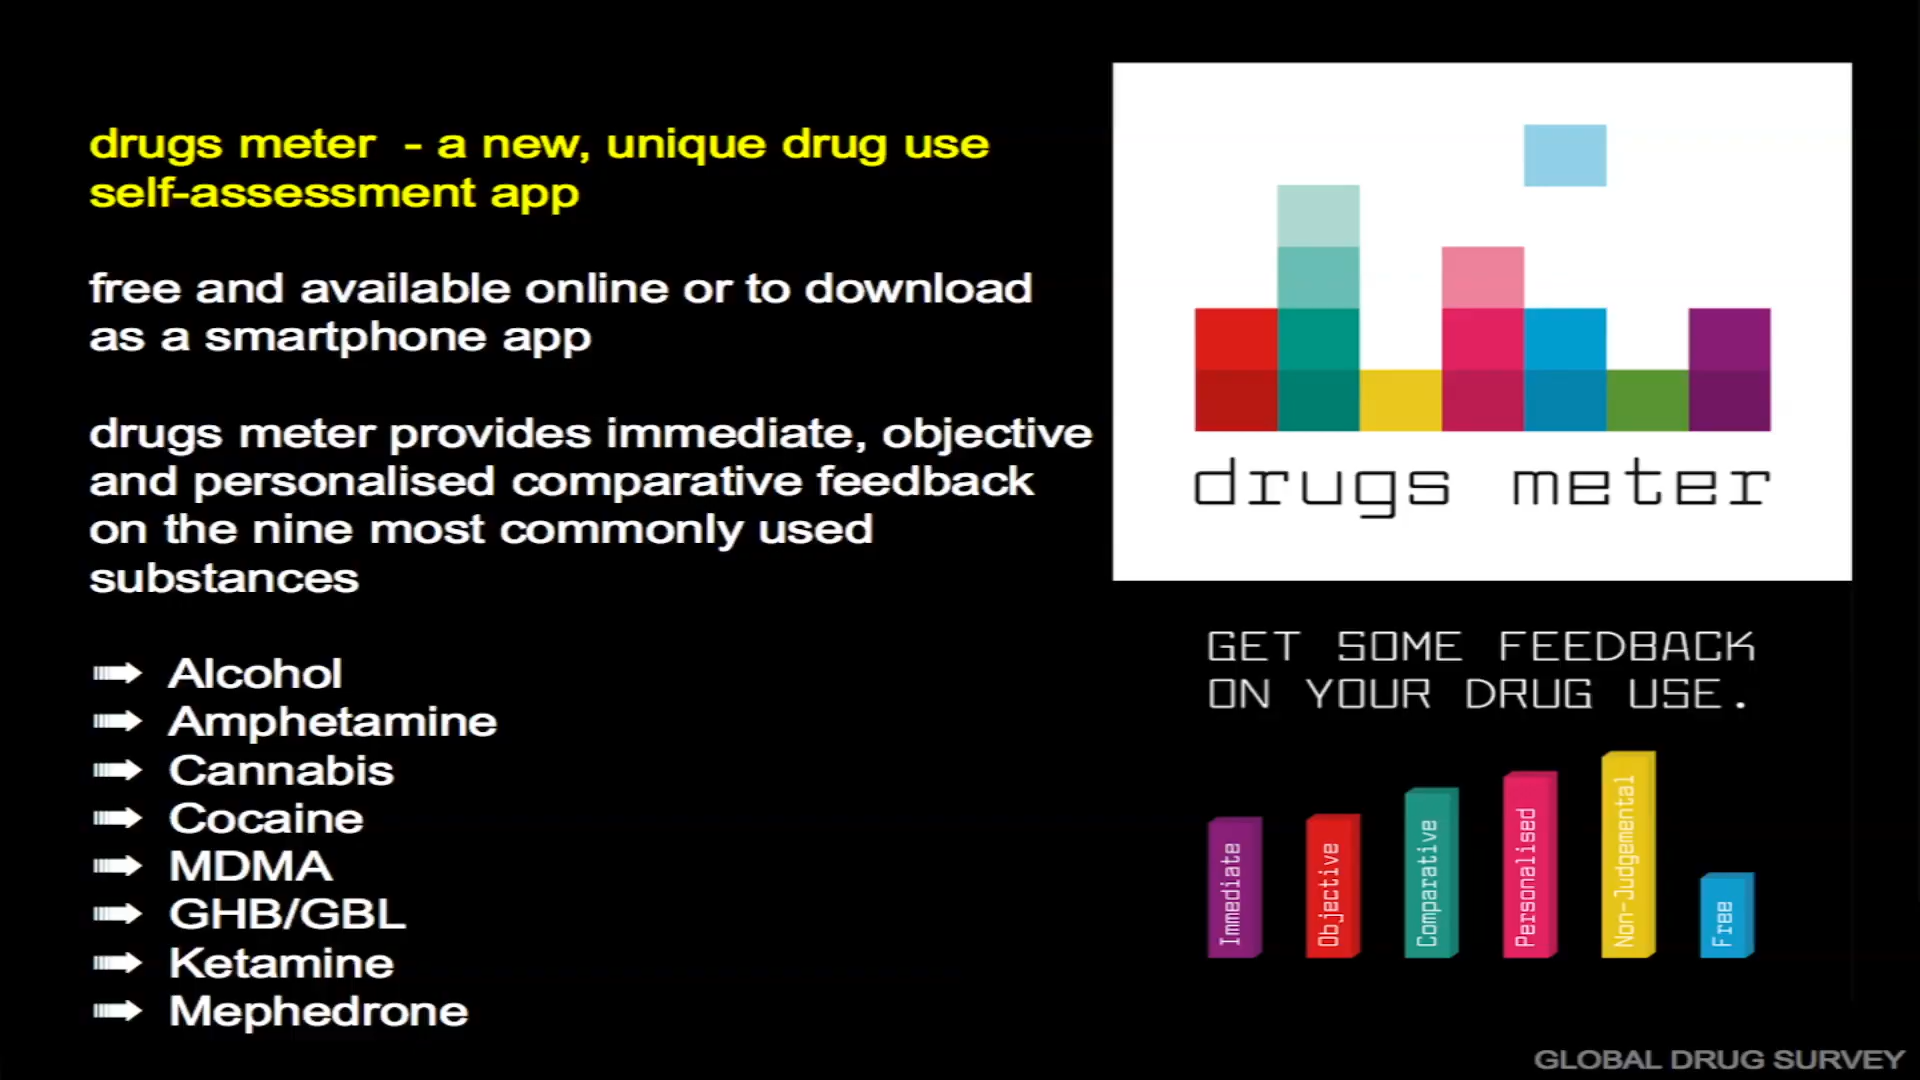 drugs meter - a new, unique drug use
self-assessment app
free and available online or to download
as a smartphone app
drugs meter provides immediate, objective
and personalised comparative feedback
on the nine most commonly used
substances
Alcohol
Amphetamine
Cannabis
Cocaine
MDMA
GHB/GBL
Ketamine
Mephedrone
drugs meter
GET SOME FEEDBACK
ON YOUR DRUG USE.
Immediate
Objective
Comparative
Personalised
Non-Judgemental
Free
GLOBAL DRUG SURVEY